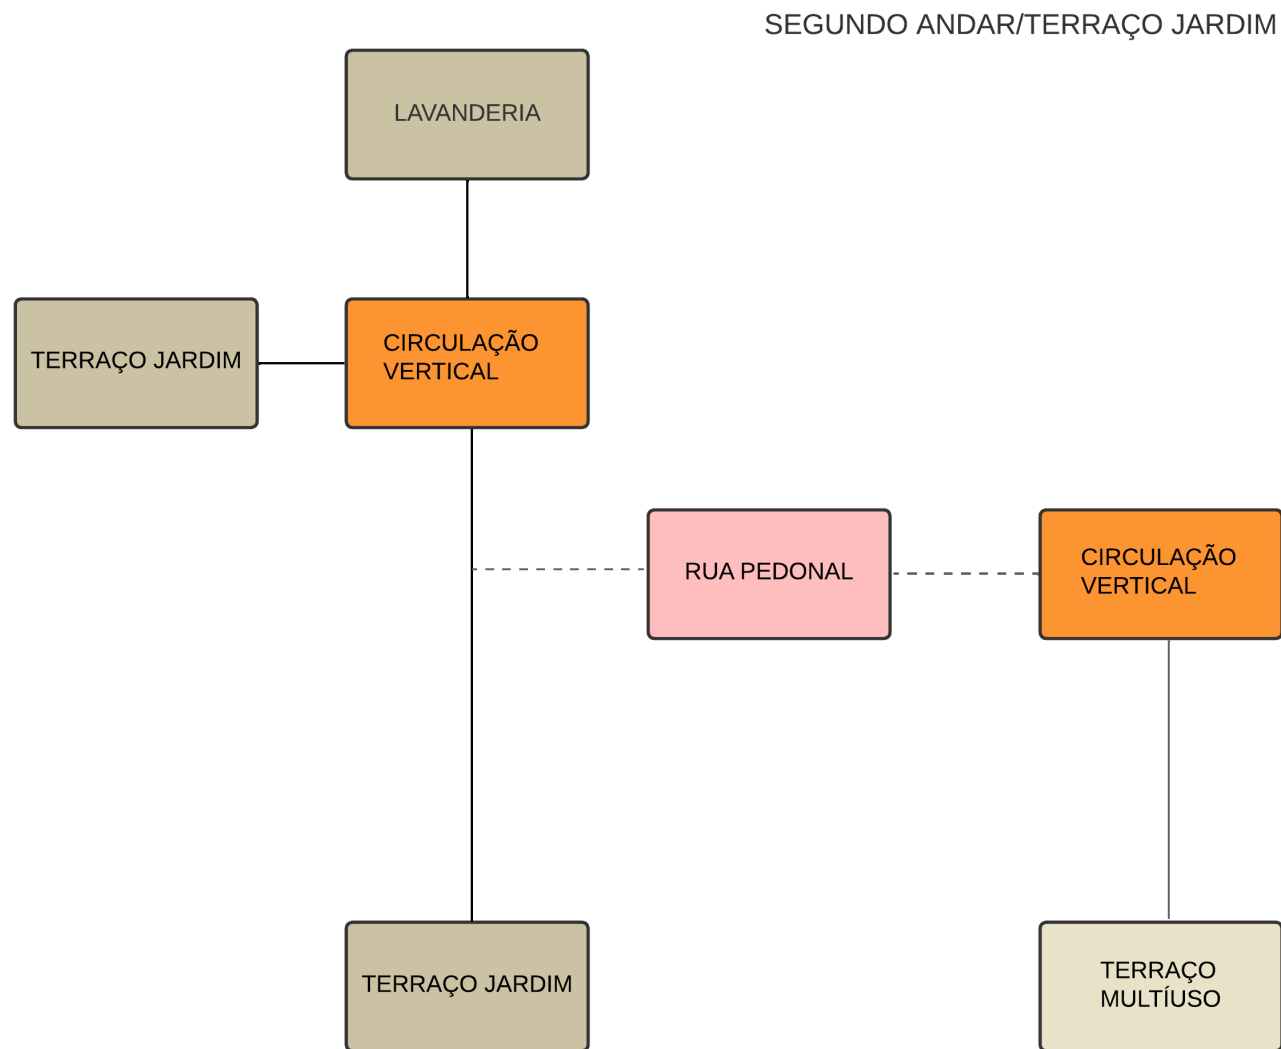 SEGUNDO ANDAR/TERRAÇO JARDIM
LAVANDERIA
TERRAÇO JARDIM
CIRCULAÇÃO
VERTICAL
RUA PEDONAL
CIRCULAÇÃO
VERTICAL
TERRAÇO JARDIM
TERRAÇO
MULTÍUSO